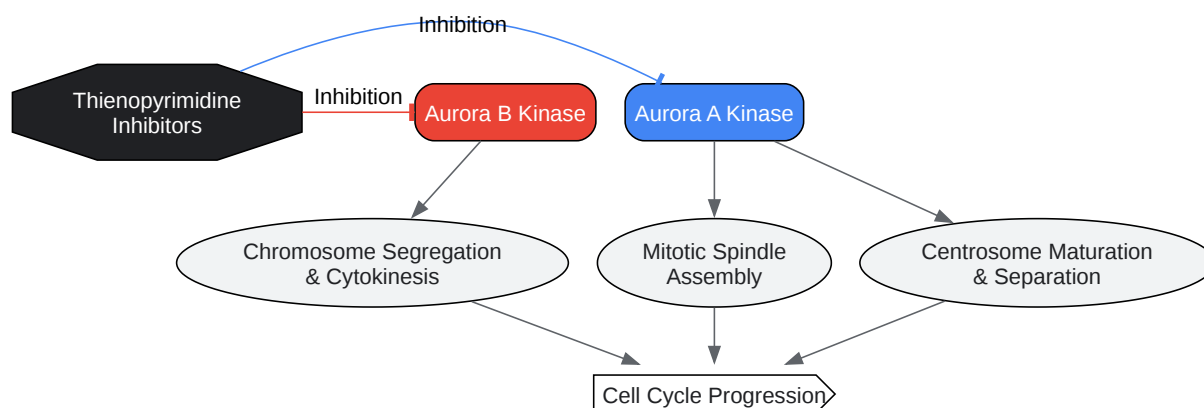 Inhibition
Thienopyrimidine
Inhibitors
Inhibition
Aurora B Kinase
Aurora A Kinase
Chromosome Segregation
& Cytokinesis
Mitotic Spindle
Assembly
Centrosome Maturation
& Separation
Cell Cycle Progression